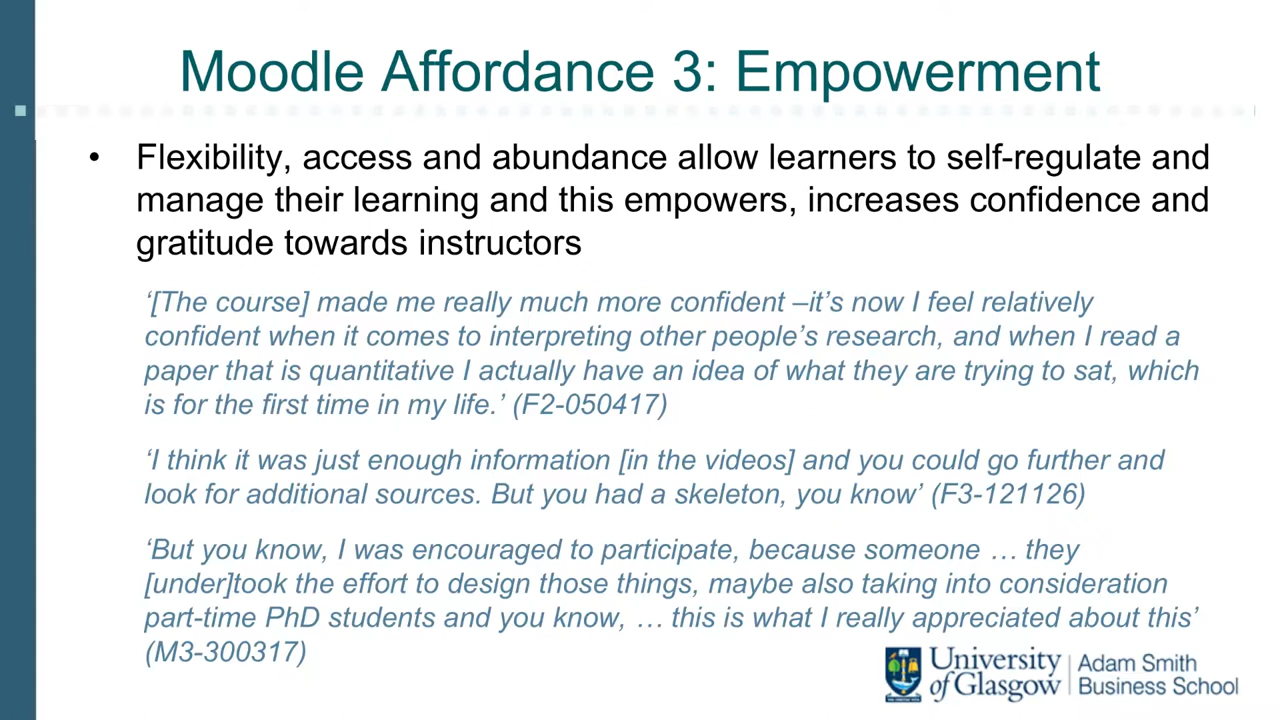 Moodle Affordance 3: Empowerment
• Flexibility, access and abundance allow learners to self-regulate and
manage their learning and this empowers, increases confidence and
gratitude towards instructors
‘[The course] made me really much more confident –it’s now I feel relatively
confident when it comes to interpreting other people’s research, and when I read a
paper that is quantitative I actually have an idea of what they are trying to sat, which
is for the first time in my life.’ (F2-050417)
‘I think it was just enough information [in the videos] and you could go further and
look for additional sources. But you had a skeleton, you know’ (F3-121126)
‘But you know, I was encouraged to participate, because someone … they
[under]took the effort to design those things, maybe also taking into consideration
part-time PhD students and you know, … this is what I really appreciated about this’
(M3-300317)
University
of Glasgow
Adam Smith
Business School